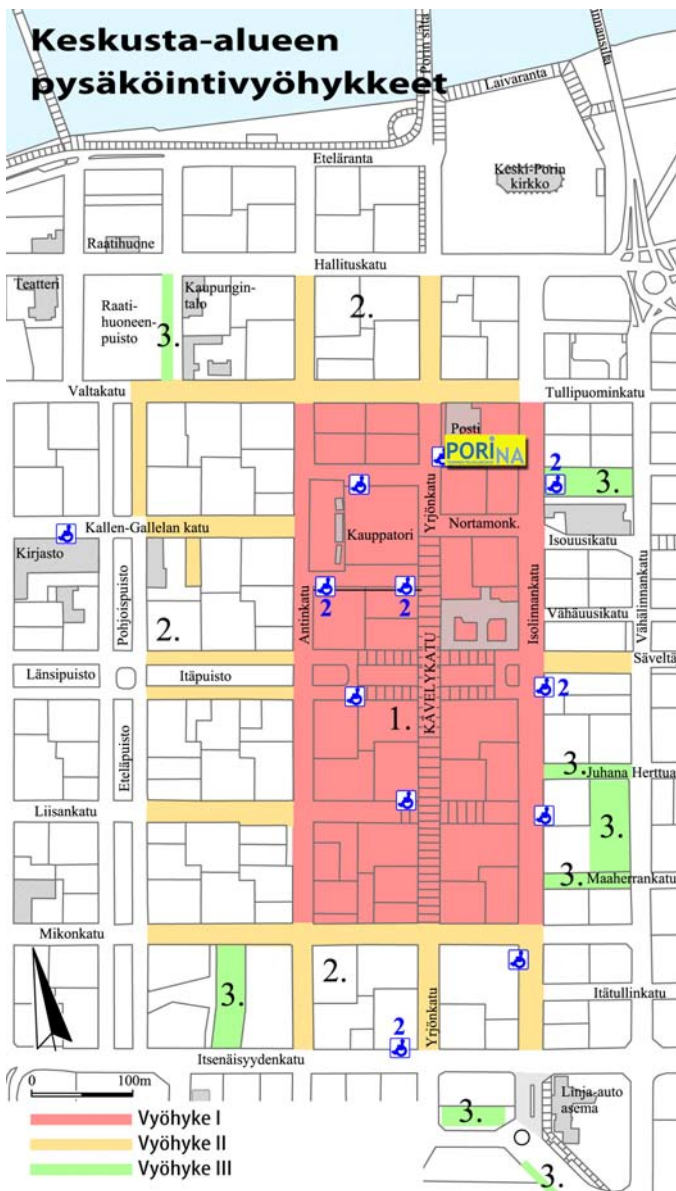 Keskusta-alueen
pysäköintivyöhykkeet
Porin silta
Laivaranta
Eteläranta
Keski-Porin
kirkko
Raatihuone
Hallituskatu
Teatteri
Raati-
huoneen-
puisto
3.
Kaupungin-
talo
2.
Valtakatu
Tullipuominkatu
Posti
PORINA
Yrjönkatu
2
3.
Kauppatori
Nortamonk.
Kallen-Gallelan katu
Kirjasto
Isouusikatu
Pohjoispuisto
Antinkatu
2
2
Isolinnankatu
Vähäuusikatu
Vähälinnankatu
2.
KÄVELYKATU
Länsipuisto
Itäpuisto
Säveltä
2
1.
Eteläpuisto
3.
Juhana Herttua
Liisankatu
3.
3.
Maaherrankatu
Mikonkatu
3.
2.
Yrjönkatu
Itätullinkatu
2
Itsenäisyydenkatu
0
100m
Linja-auto
asema
3.
3.
Vyöhyke I
Vyöhyke II
Vyöhyke III